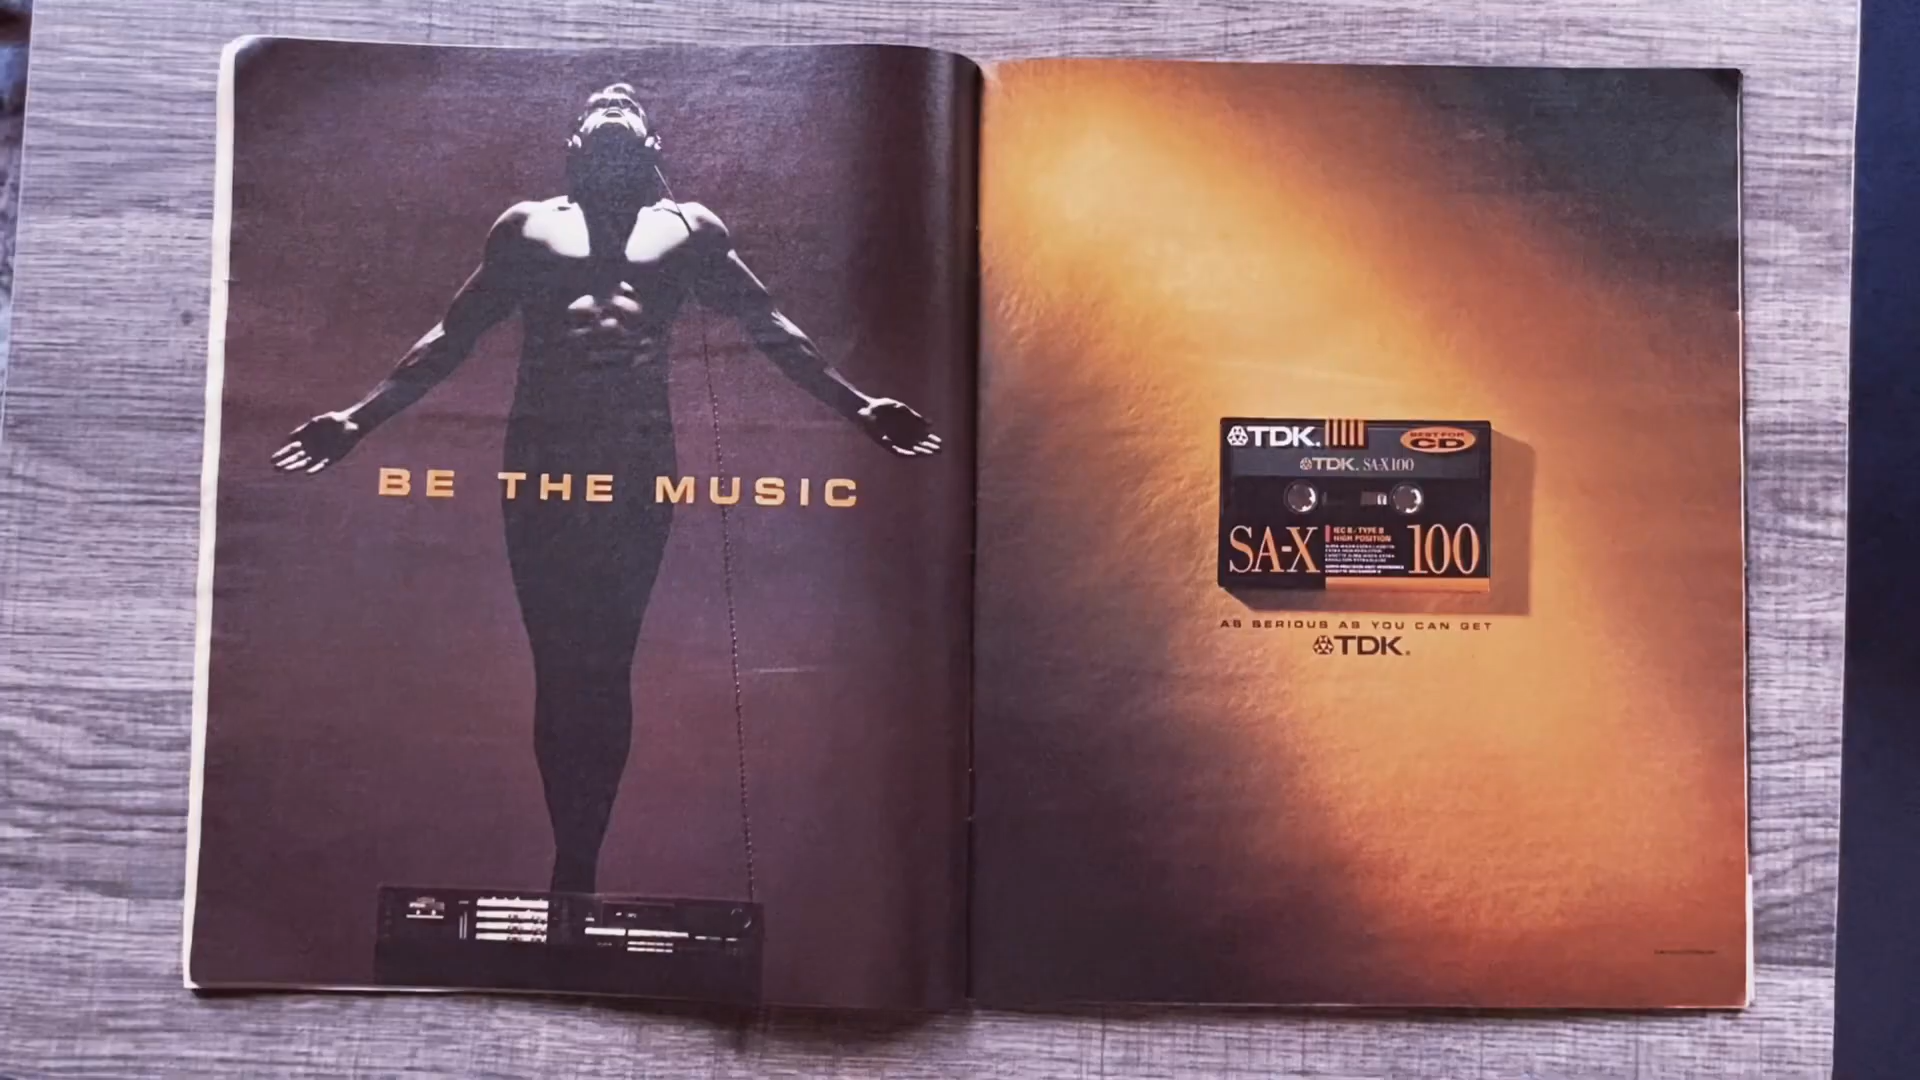 BE THE MUSIC
TDK.
BEST FOR
CD
TDK. SA-X100
SA-X
IEC II / TYPE II
HIGH POSITION
100
AS SERIOUS AS YOU CAN GET
TDK.